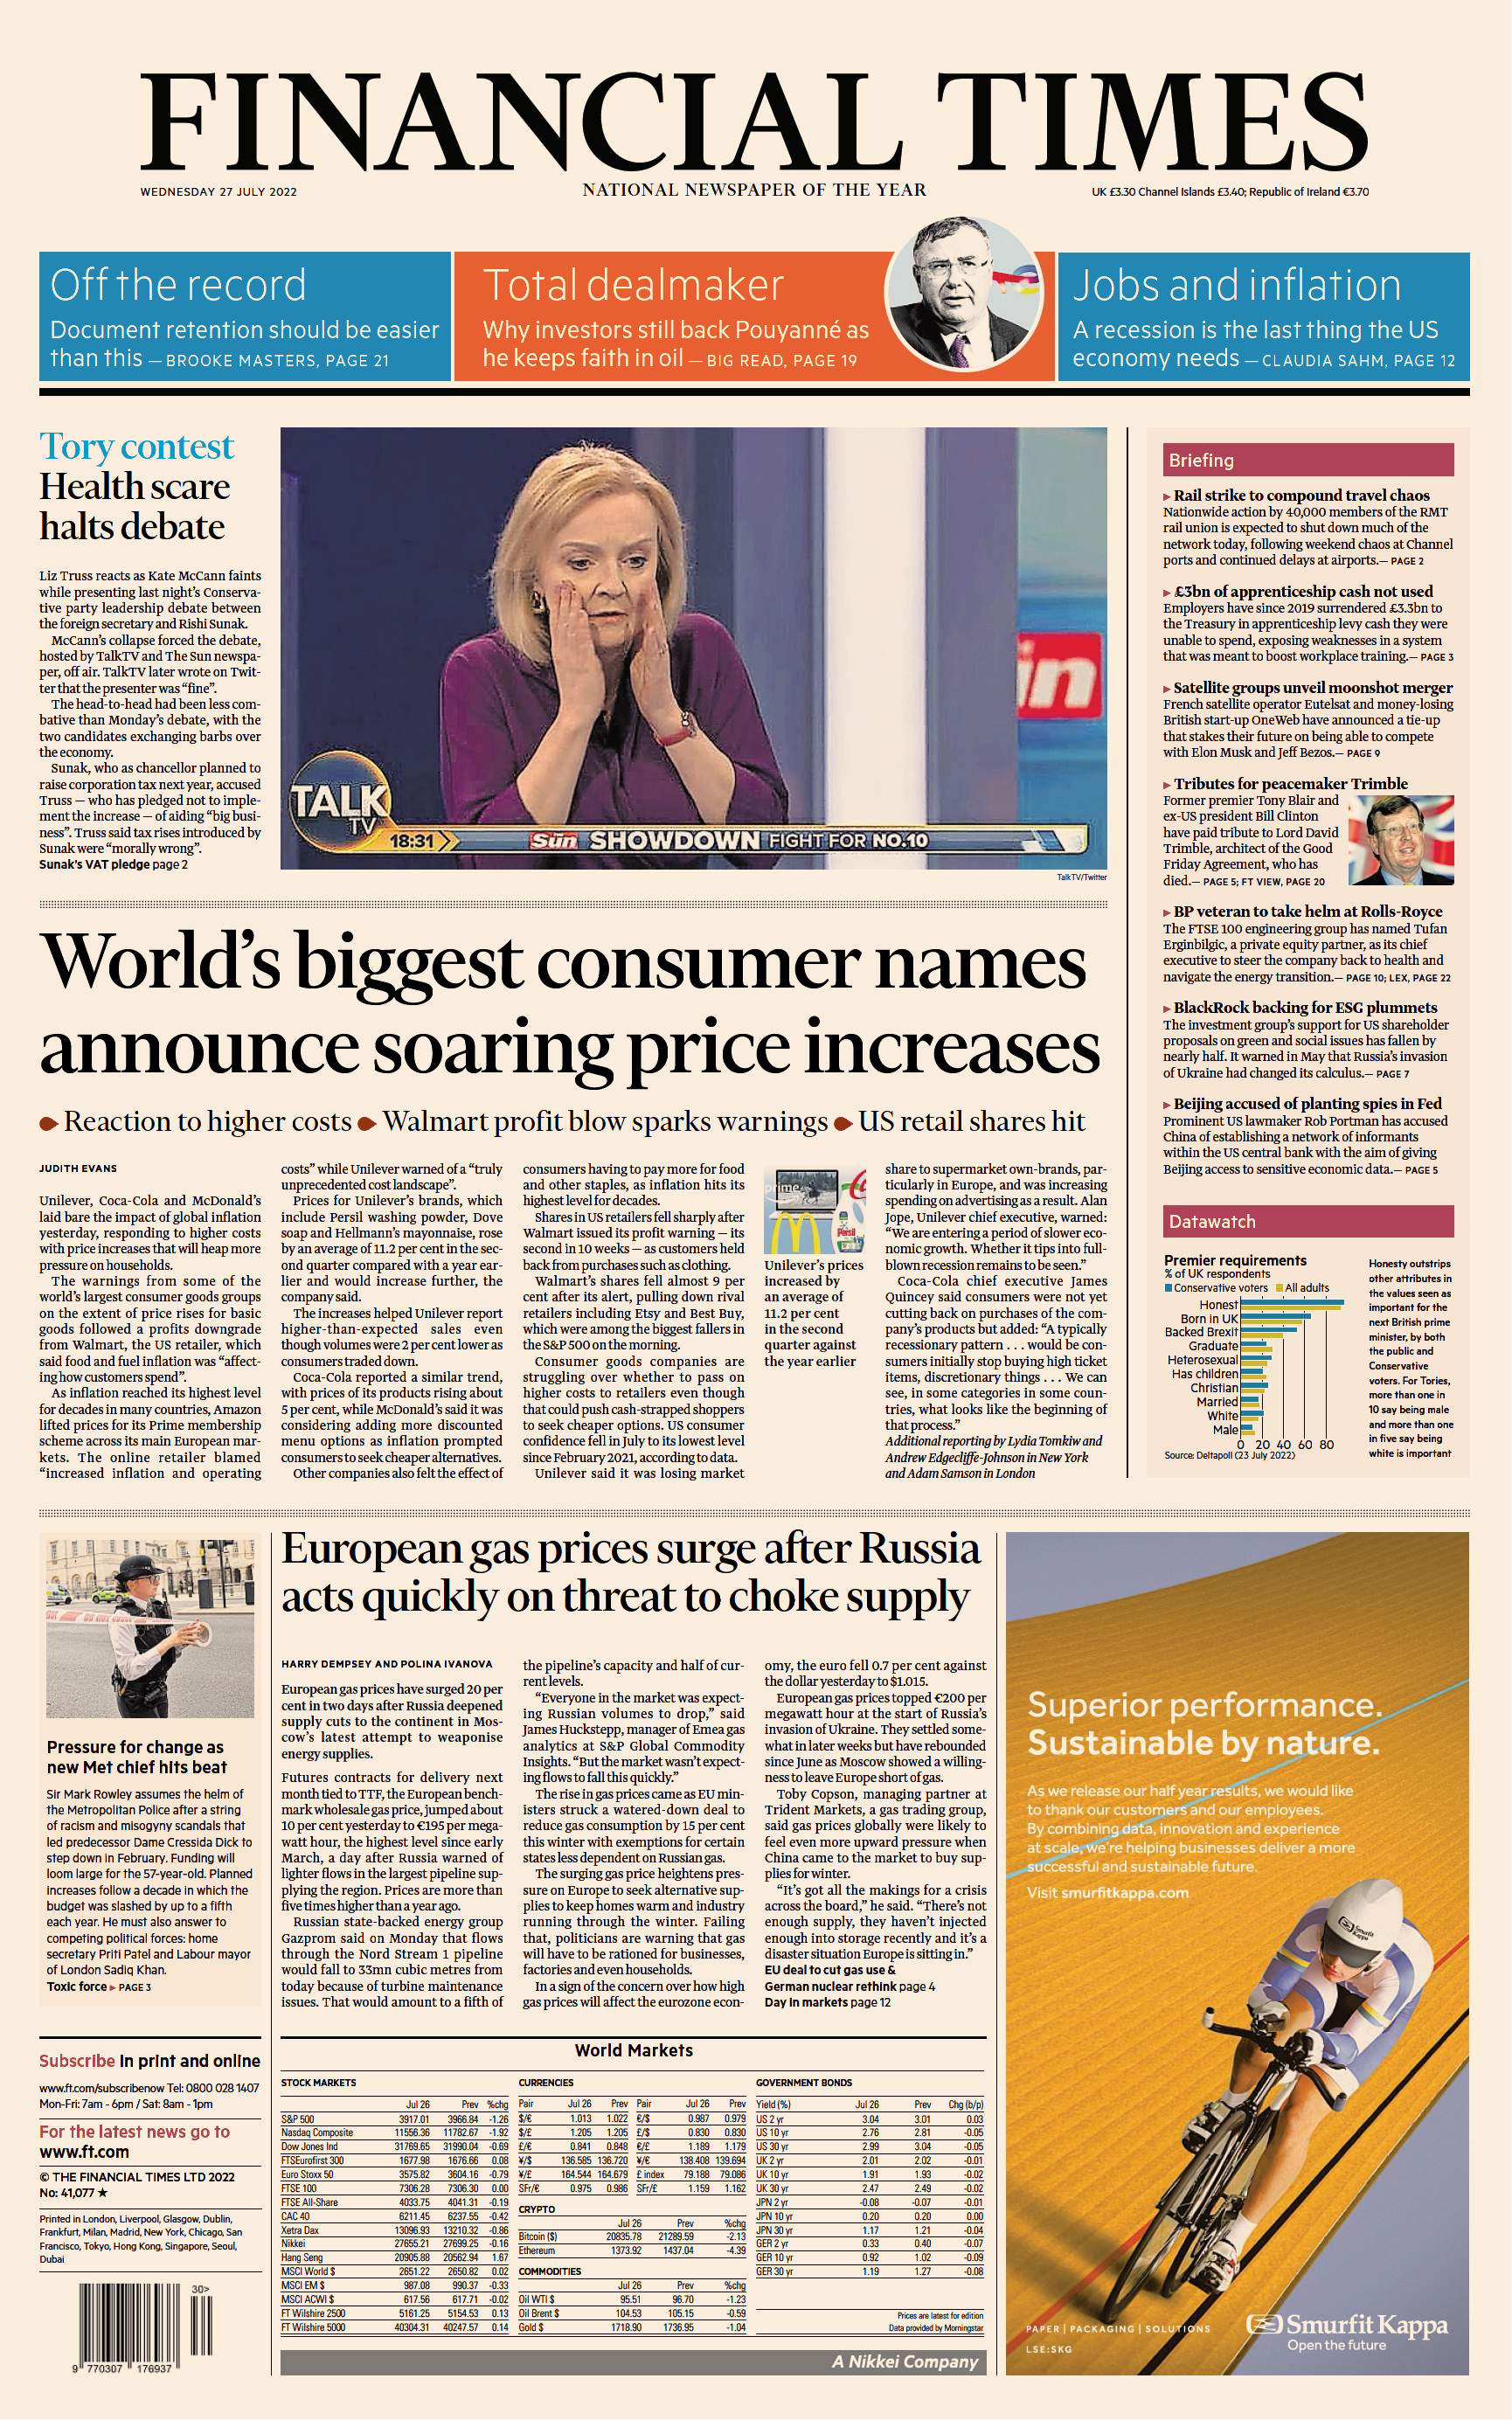 FINANCIAL TIMES
WEDNESDAY 27 JULY 2022
NATIONAL NEWSPAPER OF THE YEAR
UK £3.30 Channel Islands £3.40; Republic of Ireland €3.70
Off the record
Document retention should be easier
than this — BROOKE MASTERS, PAGE 21
Total dealmaker
Why investors still back Pouyanné as
he keeps faith in oil — BIG READ, PAGE 19
Jobs and inflation
A recession is the last thing the US
economy needs — CLAUDIA SAHM, PAGE 12
Tory contest
Health scare
halts debate
Liz Truss reacts as Kate McCann faints
while presenting last night's Conserva-
tive party leadership debate between
the foreign secretary and Rishi Sunak.
McCann's collapse forced the debate,
hosted by TalkTV and The Sun newspa-
per, off air. TalkTV later wrote on Twit-
ter that the presenter was “fine”.
The head-to-head had been less com-
bative than Monday's debate, with the
two candidates exchanging barbs over
the economy.
Sunak, who as chancellor planned to
raise corporation tax next year, accused
Truss — who has pledged not to imple-
ment the increase — of aiding “big busi-
ness”. Truss said tax rises introduced by
Sunak were “morally wrong”.
Sunak's VAT pledge page 2
in
TALK
TV
18:31
Sun SHOWDOWN FIGHT FOR NO.10
TalkTV/Twitter
World's biggest consumer names
announce soaring price increases
Reaction to higher costs Walmart profit blow sparks warnings US retail shares hit
JUDITH EVANS
Unilever, Coca-Cola and McDonald's
laid bare the impact of global inflation
yesterday, responding to higher costs
with price increases that will heap more
pressure on households.
The warnings from some of the
world's largest consumer goods groups
on the extent of price rises for basic
goods followed a profits downgrade
from Walmart, the US retailer, which
said food and fuel inflation was “affect-
ing how customers spend”.
As inflation reached its highest level
for decades in many countries, Amazon
lifted prices for its Prime membership
scheme across its main European mar-
kets. The online retailer blamed
“increased inflation and operating
costs” while Unilever warned of a “truly
unprecedented cost landscape”.
Prices for Unilever's brands, which
include Persil washing powder, Dove
soap and Hellmann's mayonnaise, rose
by an average of 11.2 per cent in the sec-
ond quarter compared with a year ear-
lier and would increase further, the
company said.
The increases helped Unilever report
higher-than-expected sales even
though volumes were 2 per cent lower as
consumers traded down.
Coca-Cola reported a similar trend,
with prices of its products rising about
5 per cent, while McDonald's said it was
considering adding more discounted
menu options as inflation prompted
consumers to seek cheaper alternatives.
Other companies also felt the effect of
consumers having to pay more for food
and other staples, as inflation hits its
highest level for decades.
Shares in US retailers fell sharply after
Walmart issued its profit warning — its
second in 10 weeks — as customers held
back from purchases such as clothing.
Walmart's shares fell almost 9 per
cent after its alert, pulling down rival
retailers including Etsy and Best Buy,
which were among the biggest fallers in
the S&P 500 on the morning.
Consumer goods companies are
struggling over whether to pass on
higher costs to retailers even though
that could push cash-strapped shoppers
to seek cheaper options. US consumer
confidence fell in July to its lowest level
since February 2021, according to data.
Unilever said it was losing market
prime
Persil
Unilever's prices
increased by
an average of
11.2 per cent
in the second
quarter against
the year earlier
share to supermarket own-brands, par-
ticularly in Europe, and was increasing
spending on advertising as a result. Alan
Jope, Unilever chief executive, warned:
“We are entering a period of slower eco-
nomic growth. Whether it tips into full-
blown recession remains to be seen.”
Coca-Cola chief executive James
Quincey said consumers were not yet
cutting back on purchases of the com-
pany's products but added: “A typically
recessionary pattern . . . would be con-
sumers initially stop buying high ticket
items, discretionary things . . . We can
see, in some categories in some coun-
tries, what looks like the beginning of
that process.”
Additional reporting by Lydia Tomkiw and
Andrew Edgecliffe-Johnson in New York
and Adam Samson in London
Briefing
Rail strike to compound travel chaos
Nationwide action by 40,000 members of the RMT
rail union is expected to shut down much of the
network today, following weekend chaos at Channel
ports and continued delays at airports.— PAGE 2
£3bn of apprenticeship cash not used
Employers have since 2019 surrendered £3.3bn to
the Treasury in apprenticeship levy cash they were
unable to spend, exposing weaknesses in a system
that was meant to boost workplace training.— PAGE 3
Satellite groups unveil moonshot merger
French satellite operator Eutelsat and money-losing
British start-up OneWeb have announced a tie-up
that stakes their future on being able to compete
with Elon Musk and Jeff Bezos.— PAGE 9
Tributes for peacemaker Trimble
Former premier Tony Blair and
ex-US president Bill Clinton
have paid tribute to Lord David
Trimble, architect of the Good
Friday Agreement, who has
died.— PAGE 5; FT VIEW, PAGE 20
BP veteran to take helm at Rolls-Royce
The FTSE 100 engineering group has named Tufan
Erginbilgic, a private equity partner, as its chief
executive to steer the company back to health and
navigate the energy transition.— PAGE 10; LEX, PAGE 22
BlackRock backing for ESG plummets
The investment group's support for US shareholder
proposals on green and social issues has fallen by
nearly half. It warned in May that Russia's invasion
of Ukraine had changed its calculus.— PAGE 7
Beijing accused of planting spies in Fed
Prominent US lawmaker Rob Portman has accused
China of establishing a network of informants
within the US central bank with the aim of giving
Beijing access to sensitive economic data.— PAGE 5
Datawatch
Premier requirements
% of UK respondents
Conservative voters All adults
Honest
Born in UK
Backed Brexit
Graduate
Heterosexual
Has children
Christian
Married
White
Male
0 20 40 60 80
Source: Deltapoll (23 July 2022)
Honesty outstrips
other attributes in
the values seen as
important for the
next British prime
minister, by both
the public and
Conservative
voters. For Tories,
more than one in
10 say being male
and more than one
in five say being
white is important
Pressure for change as
new Met chief hits beat
Sir Mark Rowley assumes the helm of
the Metropolitan Police after a string
of racism and misogyny scandals that
led predecessor Dame Cressida Dick to
step down in February. Funding will
loom large for the 57-year-old. Planned
increases follow a decade in which the
budget was slashed by up to a fifth
each year. He must also answer to
competing political forces: home
secretary Priti Patel and Labour mayor
of London Sadiq Khan.
Toxic force PAGE 3
European gas prices surge after Russia
acts quickly on threat to choke supply
HARRY DEMPSEY AND POLINA IVANOVA
European gas prices have surged 20 per
cent in two days after Russia deepened
supply cuts to the continent in Mos-
cow's latest attempt to weaponise
energy supplies.
Futures contracts for delivery next
month tied to TTF, the European bench-
mark wholesale gas price, jumped about
10 per cent yesterday to €195 per mega-
watt hour, the highest level since early
March, a day after Russia warned of
lighter flows in the largest pipeline sup-
plying the region. Prices are more than
five times higher than a year ago.
Russian state-backed energy group
Gazprom said on Monday that flows
through the Nord Stream 1 pipeline
would fall to 33mn cubic metres from
today because of turbine maintenance
issues. That would amount to a fifth of
the pipeline's capacity and half of cur-
rent levels.
“Everyone in the market was expect-
ing Russian volumes to drop,” said
James Huckstepp, manager of Emea gas
analytics at S&P Global Commodity
Insights. “But the market wasn't expect-
ing flows to fall this quickly.”
The rise in gas prices came as EU min-
isters struck a watered-down deal to
reduce gas consumption by 15 per cent
this winter with exemptions for certain
states less dependent on Russian gas.
The surging gas price heightens pres-
sure on Europe to seek alternative sup-
plies to keep homes warm and industry
running through the winter. Failing
that, politicians are warning that gas
will have to be rationed for businesses,
factories and even households.
In a sign of the concern over how high
gas prices will affect the eurozone econ-
omy, the euro fell 0.7 per cent against
the dollar yesterday to $1.015.
European gas prices topped €200 per
megawatt hour at the start of Russia's
invasion of Ukraine. They settled some-
what in later weeks but have rebounded
since June as Moscow showed a willing-
ness to leave Europe short of gas.
Toby Copson, managing partner at
Trident Markets, a gas trading group,
said gas prices globally were likely to
feel even more upward pressure when
China came to the market to buy sup-
plies for winter.
“It's got all the makings for a crisis
across the board,” he said. “There's not
enough supply, they haven't injected
enough into storage recently and it's a
disaster situation Europe is sitting in.”
EU deal to cut gas use &
German nuclear rethink page 4
Day in markets page 12
Superior performance.
Sustainable by nature.
As we release our half year results, we would like
to thank our customers and our employees.
By combining data, innovation and experience
at scale, we're helping businesses deliver a more
successful and sustainable future.
Visit smurfitkappa.com
Smurfit
Kappa
PAPER | PACKAGING | SOLUTIONS
LSE:SKG
Smurfit Kappa
Open the future
Subscribe In print and online
www.ft.com/subscribenow Tel: 0800 028 1407
Mon-Fri: 7am - 6pm / Sat: 8am - 1pm
For the latest news go to
www.ft.com
© THE FINANCIAL TIMES LTD 2022
No: 41,077 ★
Printed in London, Liverpool, Glasgow, Dublin,
Frankfurt, Milan, Madrid, New York, Chicago, San
Francisco, Tokyo, Hong Kong, Singapore, Seoul,
Dubai
30>
9 770307 176937
World Markets
STOCK MARKETS
Jul 26 Prev %chg
S&P 500 3917.01 3966.84 -1.26
Nasdaq Composite 11556.36 11782.67 -1.92
Dow Jones Ind 31769.65 31990.04 -0.69
FTSEurofirst 300 1677.98 1676.66 0.08
Euro Stoxx 50 3575.82 3604.16 -0.79
FTSE 100 7306.28 7306.30 0.00
FTSE All-Share 4033.75 4041.31 -0.19
CAC 40 6211.45 6237.55 -0.42
Xetra Dax 13096.93 13210.32 -0.86
Nikkei 27655.21 27699.25 -0.16
Hang Seng 20905.88 20562.94 1.67
MSCI World $ 2651.22 2650.82 0.02
MSCI EM $ 987.08 990.37 -0.33
MSCI ACWI $ 617.56 617.71 -0.02
FT Wilshire 2500 5161.25 5154.53 0.13
FT Wilshire 5000 40304.31 40247.57 0.14
CURRENCIES
Pair Jul 26 Prev Pair Jul 26 Prev
$/€ 1.013 1.022 €/$ 0.987 0.979
$/£ 1.205 1.205 £/$ 0.830 0.830
£/€ 0.841 0.848 €/£ 1.189 1.179
¥/$ 136.585 136.720 ¥/€ 138.408 139.694
¥/£ 164.544 164.679 £ index 79.188 79.086
SFr/€ 0.975 0.986 SFr/£ 1.159 1.162
CRYPTO
Jul 26 Prev %chg
Bitcoin ($) 20835.78 21289.59 -2.13
Ethereum 1373.92 1437.04 -4.39
COMMODITIES
Jul 26 Prev %chg
Oil WTI $ 95.51 96.70 -1.23
Oil Brent $ 104.53 105.15 -0.59
Gold $ 1718.90 1736.95 -1.04
GOVERNMENT BONDS
Yield (%) Jul 26 Prev Chg (b/p)
US 2 yr 3.04 3.01 0.03
US 10 yr 2.76 2.81 -0.05
US 30 yr 2.99 3.04 -0.05
UK 2 yr 2.01 2.02 -0.01
UK 10 yr 1.91 1.93 -0.02
UK 30 yr 2.47 2.49 -0.02
JPN 2 yr -0.08 -0.07 -0.01
JPN 10 yr 0.20 0.20 0.00
JPN 30 yr 1.17 1.21 -0.04
GER 2 yr 0.33 0.40 -0.07
GER 10 yr 0.92 1.02 -0.09
GER 30 yr 1.19 1.27 -0.08
Prices are latest for edition
Data provided by Morningstar
A Nikkei Company